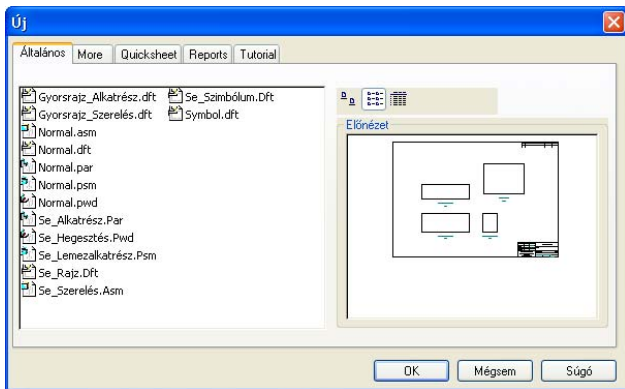 Új
Általános More Quicksheet Reports Tutorial
Gyorsrajz_Alkatrész.dft Se_Szimbólum.Dft
Gyorsrajz_Szerelés.dft Symbol.dft
Normal.asm
Normal.dft
Normal.par
Normal.psm
Normal.pwd
Se_Alkatrész.Par
Se_Hegesztés.Pwd
Se_Lemezalkatrész.Psm
Se_Rajz.Dft
Se_Szerelés.Asm
Előnézet
OK Mégsem Súgó